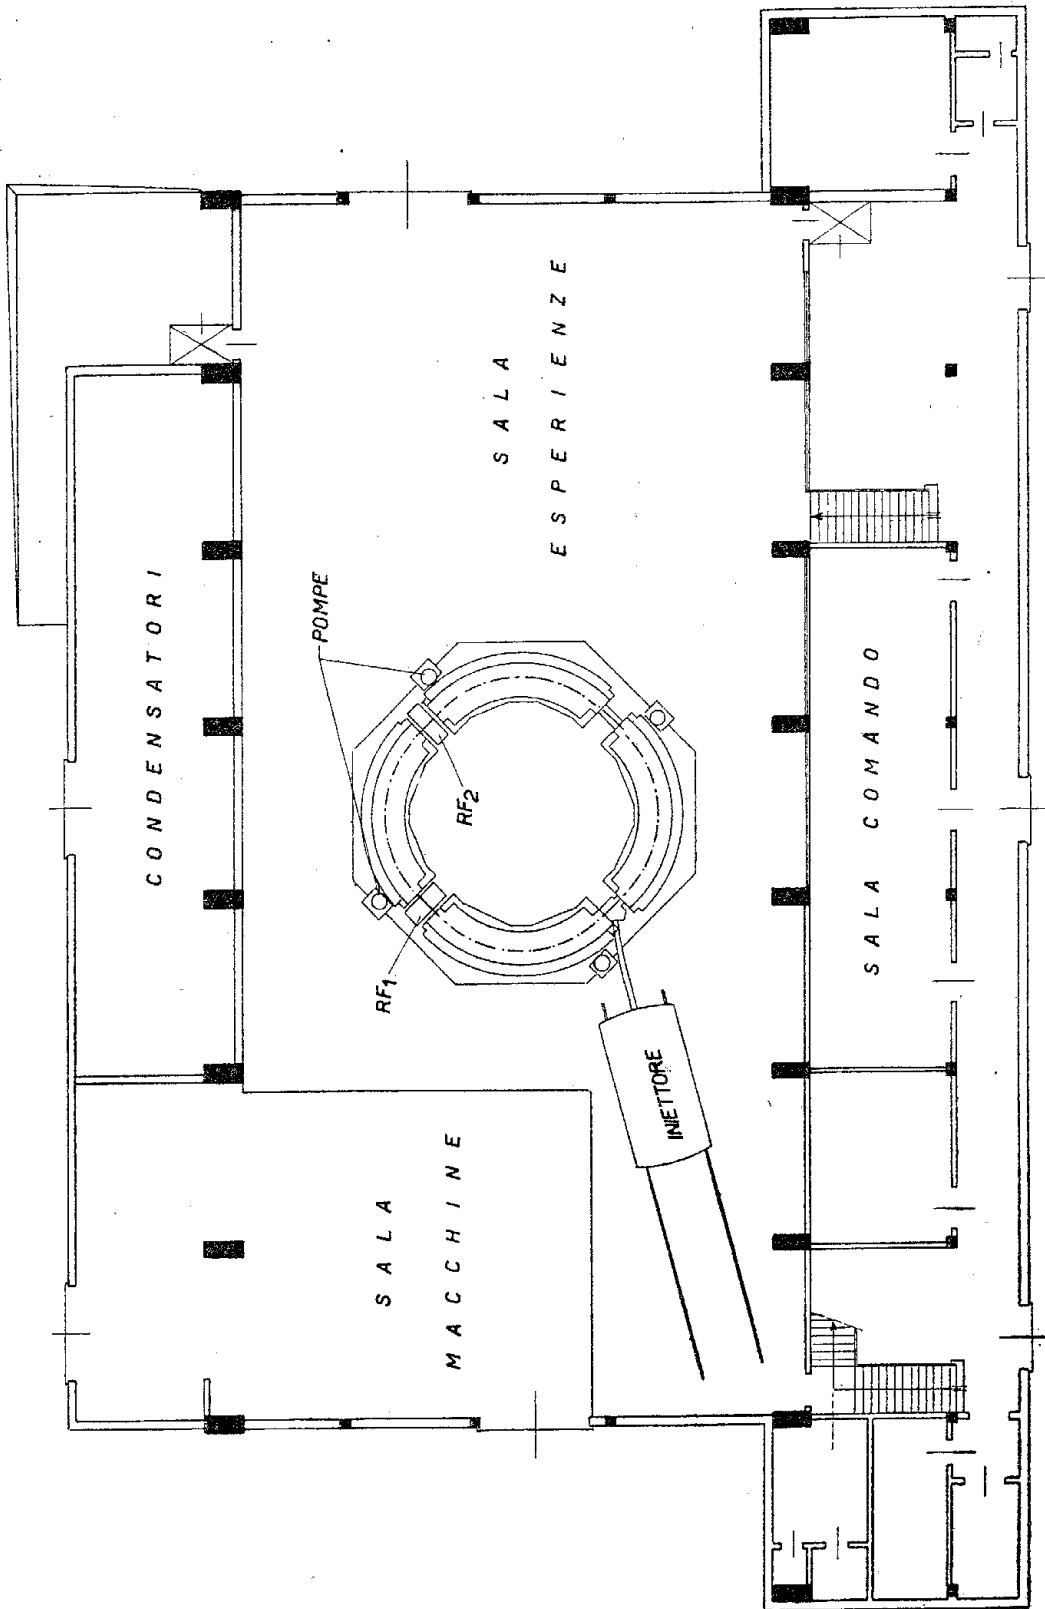 CONDENSATORI
POMPE
SALA
ESPERIENZE
RF1
RF2
SALA COMANDO
INIETTORE
SALA
MACCHINE